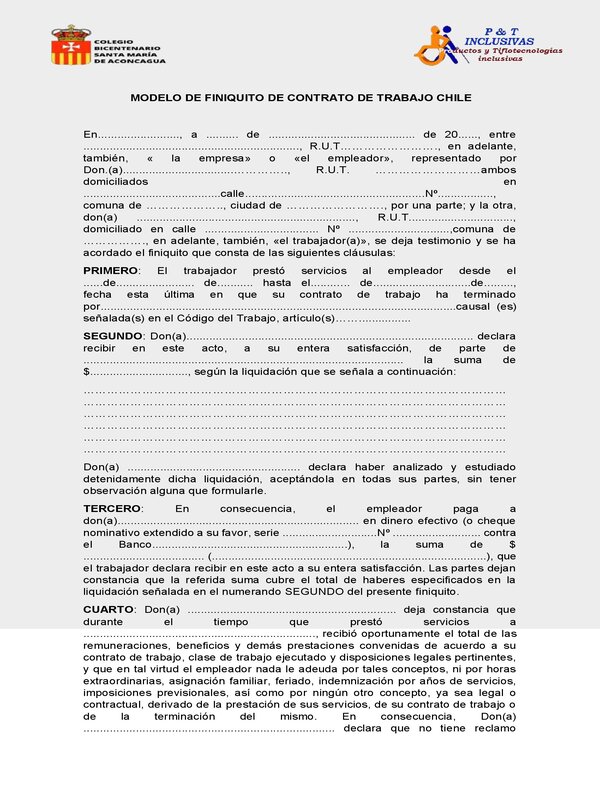 COLEGIO
BICENTENARIO
SANTA MARÍA
DE ACONCAGUA
P & T
INCLUSIVAS
ductos y Tiflotecnologías
inclusivas
MODELO DE FINIQUITO DE CONTRATO DE TRABAJO CHILE
En........................., a .......... de ............................................. de 20......, entre
.................................................................., R.U.T……………………., en adelante,
también, « la empresa» o «el empleador», representado por
Don.(a)....................................………….., R.U.T. ………………………ambos
domiciliados en
..........................................calle.......................................................Nº................,
comuna de ……………….., ciudad de ……………………., por una parte; y la otra,
don(a) ..................................................................., R.U.T................................,
domiciliado en calle ................................... Nº ...............................,comuna de
……………., en adelante, también, «el trabajador(a)», se deja testimonio y se ha
acordado el finiquito que consta de las siguientes cláusulas:
PRIMERO: El trabajador prestó servicios al empleador desde el
......de........................ de........... hasta el............ de..............................de.........,
fecha esta última en que su contrato de trabajo ha terminado
por.............................................................................................................causal (es)
señalada(s) en el Código del Trabajo, artículo(s)……..................
SEGUNDO: Don(a)........................................................................................ declara
recibir en este acto, a su entera satisfacción, de parte de
................................................................................................. la suma de
$.............................., según la liquidación que se señala a continuación:
………………………………………………………………………………………………
………………………………………………………………………………………………
………………………………………………………………………………………………
………………………………………………………………………………………………
………………………………………………………………………………………………
………………………………………………………………………………………………
Don(a) ..................................................... declara haber analizado y estudiado
detenidamente dicha liquidación, aceptándola en todas sus partes, sin tener
observación alguna que formularle.
TERCERO: En consecuencia, el empleador paga a
don(a).......................................................................... en dinero efectivo (o cheque
nominativo extendido a su favor, serie .............................Nº ........................... contra
el Banco............................................................), la suma de $
..................................... (...................................................................................), que
el trabajador declara recibir en este acto a su entera satisfacción. Las partes dejan
constancia que la referida suma cubre el total de haberes especificados en la
liquidación señalada en el numerando SEGUNDO del presente finiquito.
CUARTO: Don(a) ................................................................ deja constancia que
durante el tiempo que prestó servicios a
......................................................................., recibió oportunamente el total de las
remuneraciones, beneficios y demás prestaciones convenidas de acuerdo a su
contrato de trabajo, clase de trabajo ejecutado y disposiciones legales pertinentes,
y que en tal virtud el empleador nada le adeuda por tales conceptos, ni por horas
extraordinarias, asignación familiar, feriado, indemnización por años de servicios,
imposiciones previsionales, así como por ningún otro concepto, ya sea legal o
contractual, derivado de la prestación de sus servicios, de su contrato de trabajo o
de la terminación del mismo. En consecuencia, Don(a)
............................................................................. declara que no tiene reclamo